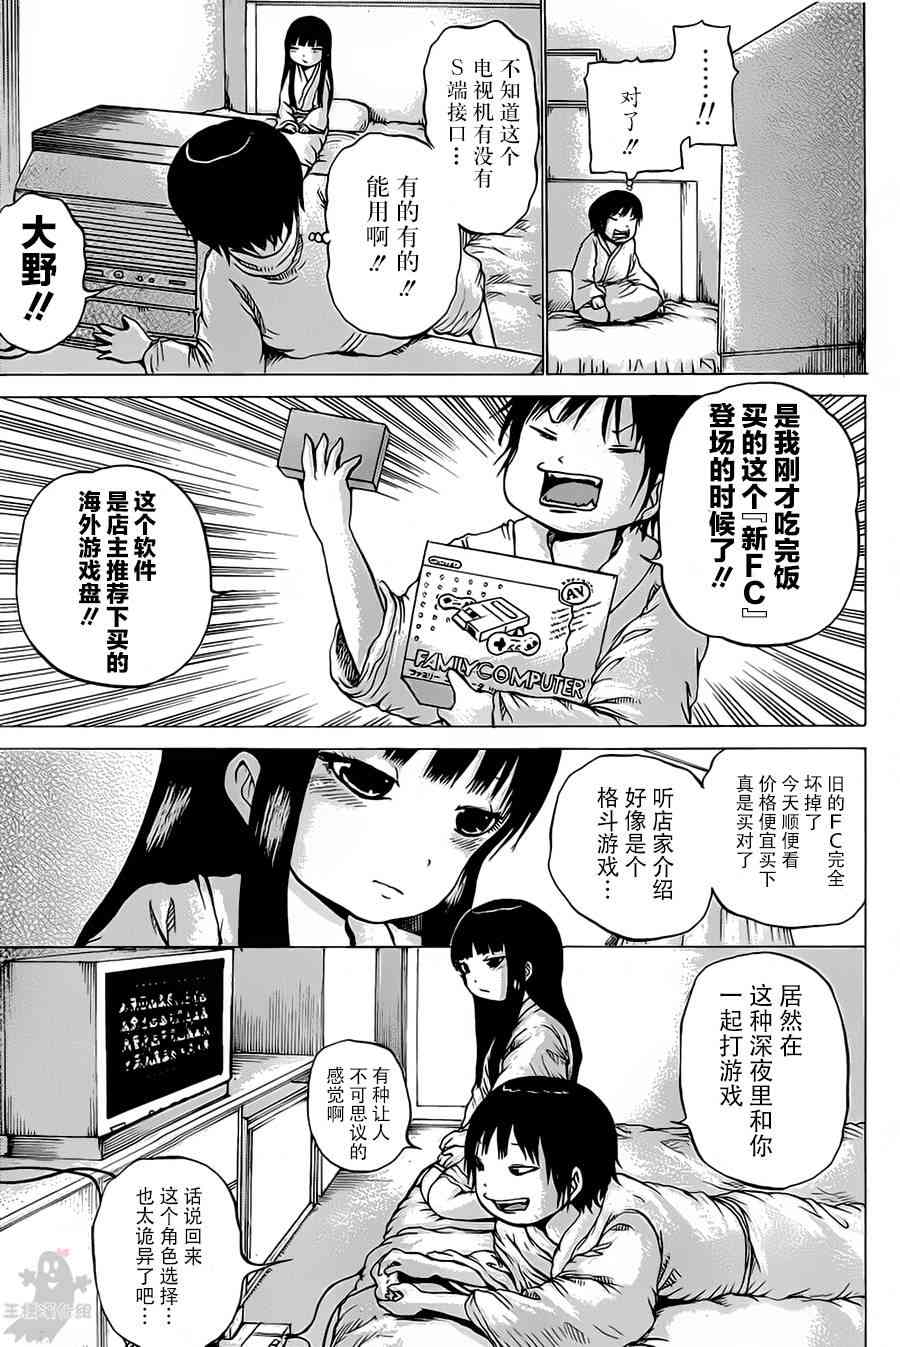 ……!!
对了!!
不知道这个
电视机有没有
S端接口…
有的有的
能用啊!!
大野!!
是我刚才吃完饭
买的这个『新FC』
登场的时候了!!
AV
FAMILY COMPUTER
ファミリー
这个软件
是店主推荐下买的
海外游戏盘!!
旧的FC完全
坏掉了
今天顺便看
价格便宜买下
真是买对了
听店家介绍
好像是个
格斗游戏…
居然在
这种深夜里和你
一起打游戏
有种让人
不可思议的
感觉啊
话说回来
这个角色选择…
也太诡异了吧…